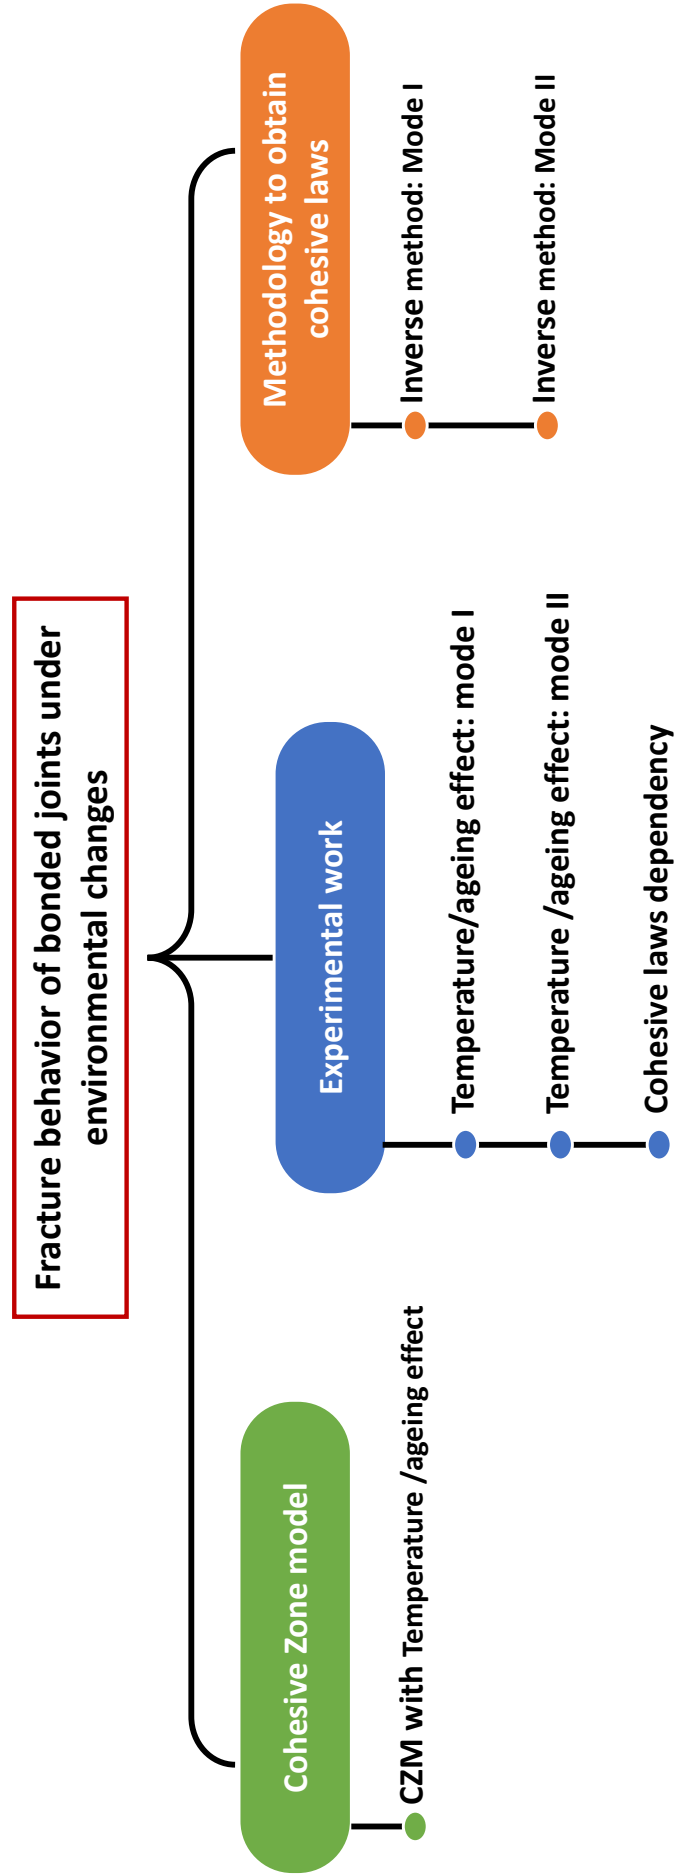 Fracture behavior of bonded joints under
environmental changes
Cohesive Zone model
CZM with Temperature /ageing effect
Experimental work
Temperature/ageing effect: mode I
Temperature /ageing effect: mode II
Cohesive laws dependency
Methodology to obtain
cohesive laws
Inverse method: Mode I
Inverse method: Mode II